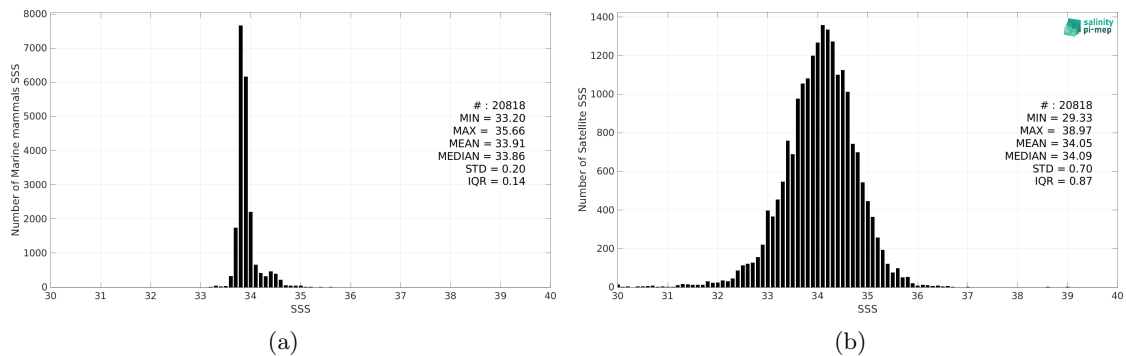 8000
7000
6000
5000
4000
3000
2000
1000
0
Number of Marine mammals SSS
# : 20818
MIN = 33.20
MAX = 35.66
MEAN = 33.91
MEDIAN = 33.86
STD = 0.20
IQR = 0.14
30 31 32 33 34 35 36 37 38 39 40
SSS
(a)
1400
1200
1000
800
600
400
200
0
Number of Satellite SSS
salinity
pi-mep
# : 20818
MIN = 29.33
MAX = 38.97
MEAN = 34.05
MEDIAN = 34.09
STD = 0.70
IQR = 0.87
30 31 32 33 34 35 36 37 38 39 40
SSS
(b)